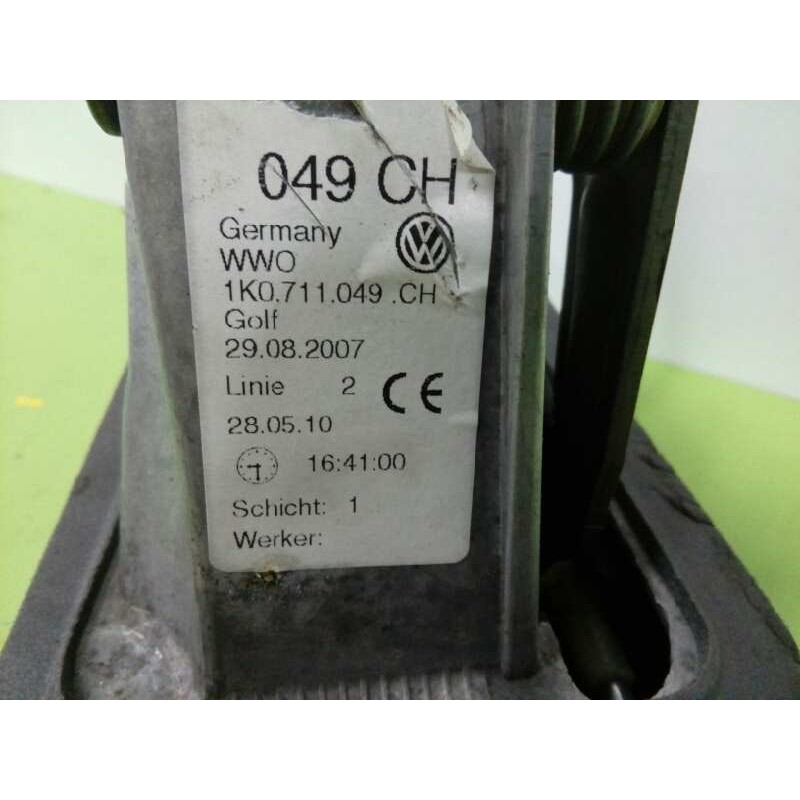 049 CH
Germany
WWO
1K0.711.049 .CH
Golf
29.08.2007
Linie 2 CE
28.05.10
16:41:00
Schicht: 1
Werker: